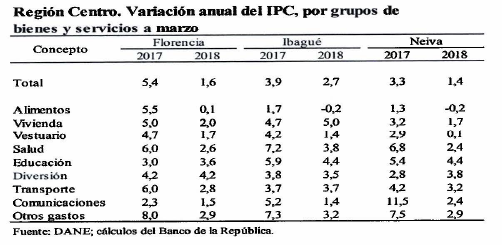 Región Centro. Variación anual del IPC, por grupos de
bienes y servicios a marzo
Concepto Florencia Ibagué Neiva
2017 2018 2017 2018 2017 2018
Total 5,4 1,6 3,9 2,7 3,3 1,4
Alimentos 5,5 0,1 1,7 -0,2 1,3 -0,2
Vivienda 5,0 2,0 4,7 5,0 3,2 1,7
Vestuario 4,7 1,7 4,2 1,4 2,9 0,1
Salud 6,0 2,6 7,2 3,8 6,8 2,4
Educación 3,0 3,6 5,9 4,4 5,4 4,4
Diversión 4,2 4,2 3,8 3,5 2,8 3,8
Transporte 6,0 2,8 3,7 3,7 4,2 3,2
Comunicaciones 2,3 1,5 5,2 1,4 11,5 2,4
Otros gastos 8,0 2,9 7,3 3,2 7,5 2,9
Fuente: DANE; cálculos del Banco de la República.